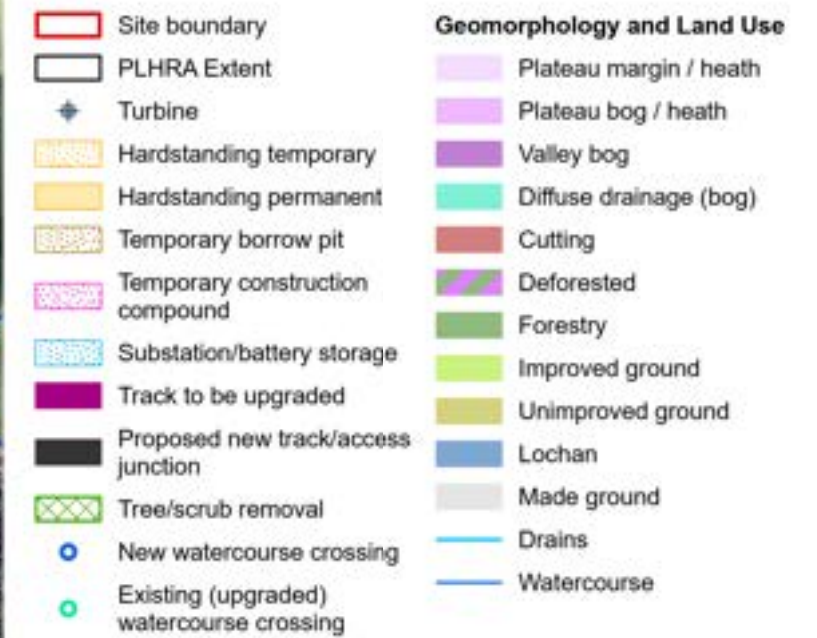 Site boundary
PLHRA Extent
Turbine
Hardstanding temporary
Hardstanding permanent
Temporary borrow pit
Temporary construction
compound
Substation/battery storage
Track to be upgraded
Proposed new track/access
junction
Tree/scrub removal
New watercourse crossing
Existing (upgraded)
watercourse crossing
Geomorphology and Land Use
Plateau margin / heath
Plateau bog / heath
Valley bog
Diffuse drainage (bog)
Cutting
Deforested
Forestry
Improved ground
Unimproved ground
Lochan
Made ground
Drains
Watercourse